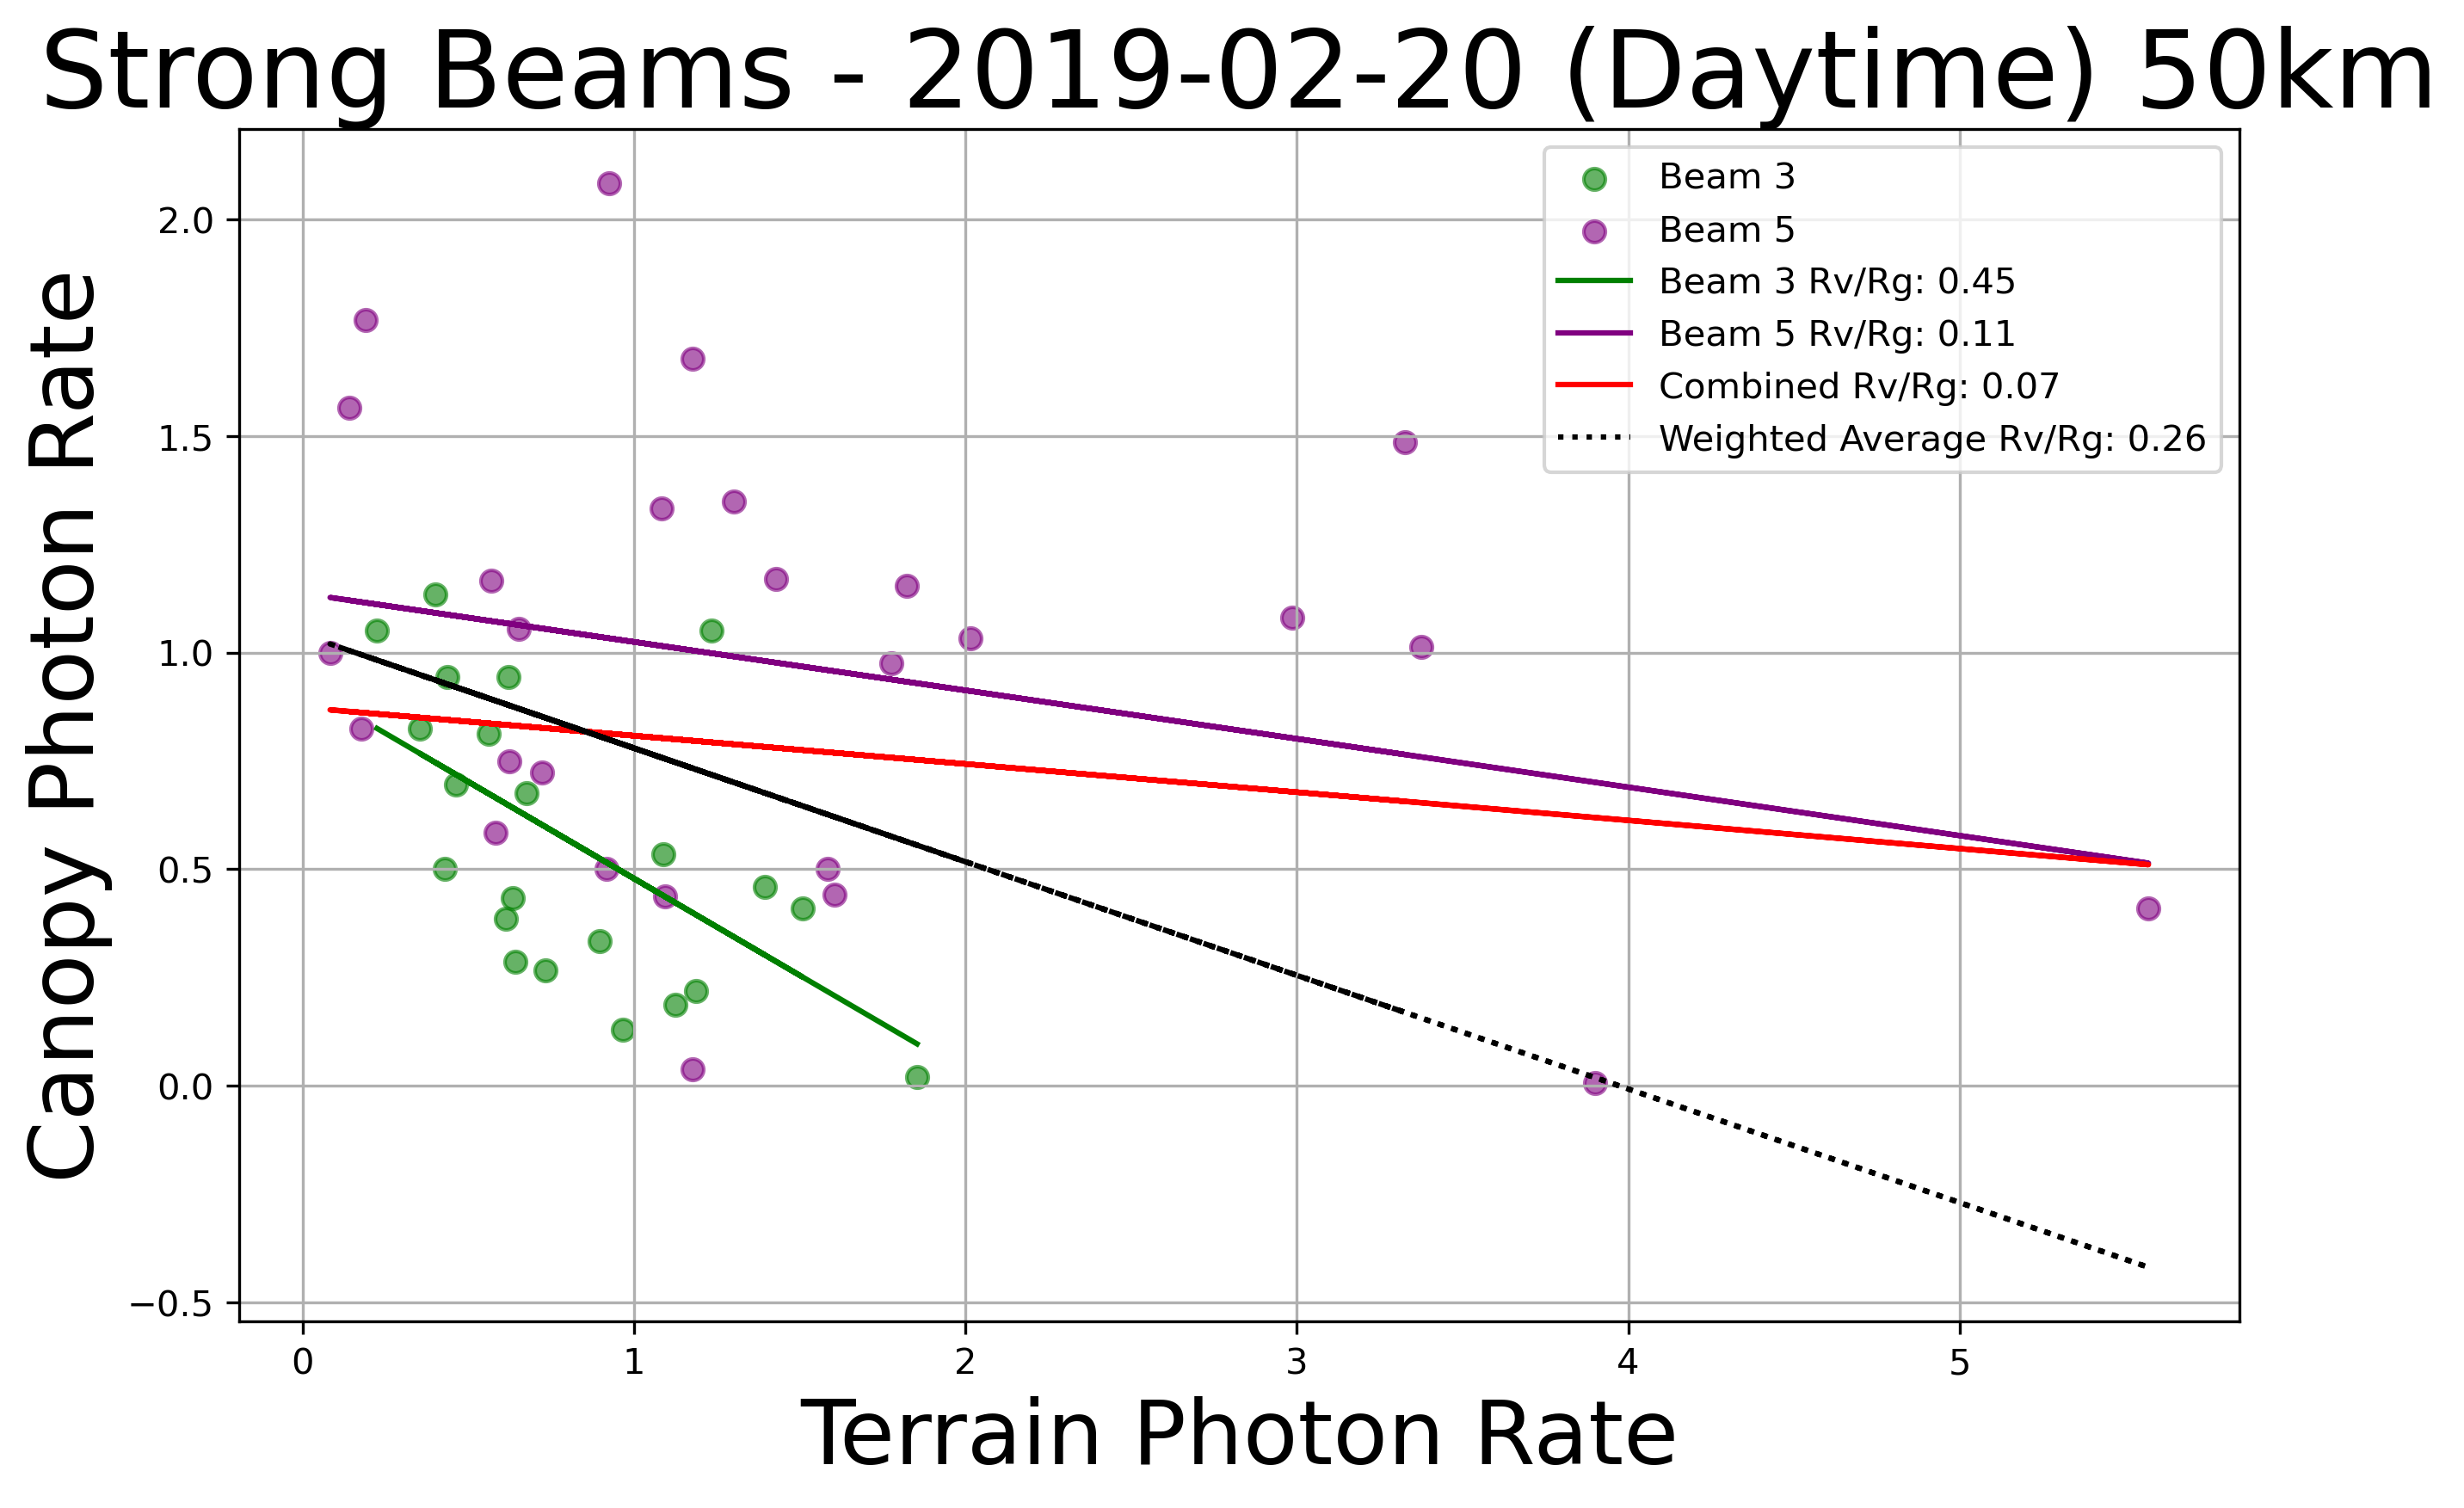 Strong Beams - 2019-02-20 (Daytime) 50km
Canopy Photon Rate
2.0
1.5
1.0
0.5
0.0
−0.5
Beam 3
Beam 5
Beam 3 Rv/Rg: 0.45
Beam 5 Rv/Rg: 0.11
Combined Rv/Rg: 0.07
Weighted Average Rv/Rg: 0.26
0 1 2 3 4 5
Terrain Photon Rate